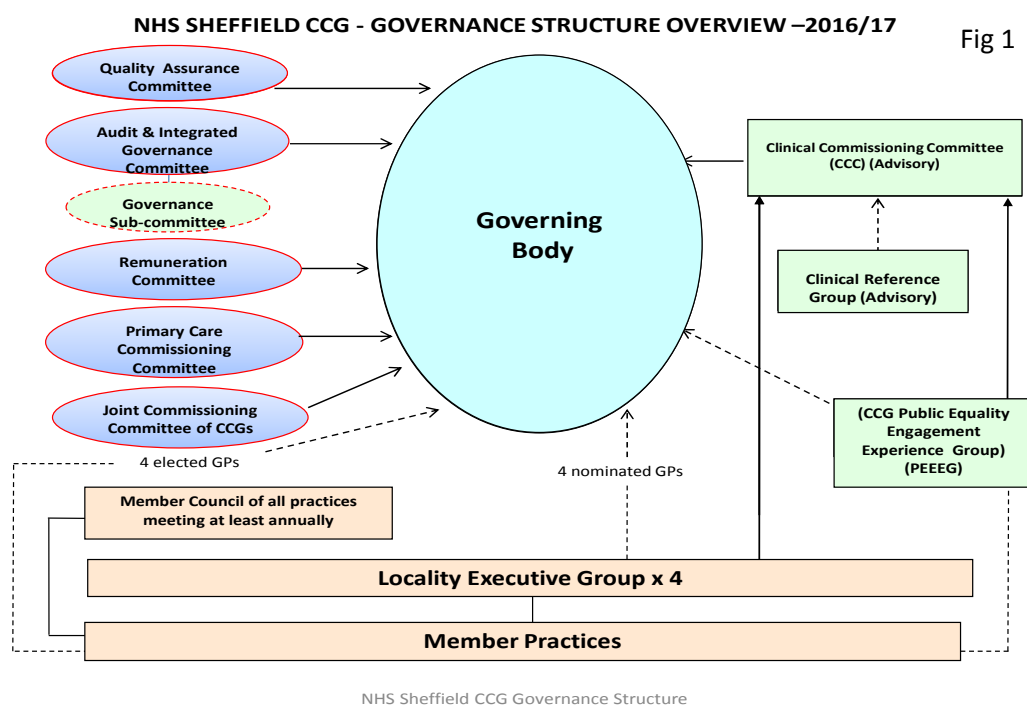 NHS SHEFFIELD CCG - GOVERNANCE STRUCTURE OVERVIEW –2016/17
Fig 1
Quality Assurance
Committee
Audit & Integrated
Governance
Committee
Governance
Sub-committee
Remuneration
Committee
Primary Care
Commissioning
Committee
Joint Commissioning
Committee of CCGs
Governing
Body
Clinical Commissioning Committee
(CCC) (Advisory)
Clinical Reference
Group (Advisory)
(CCG Public Equality
Engagement
Experience Group)
(PEEEG)
4 elected GPs
4 nominated GPs
Member Council of all practices
meeting at least annually
Locality Executive Group x 4
Member Practices
NHS Sheffield CCG Governance Structure